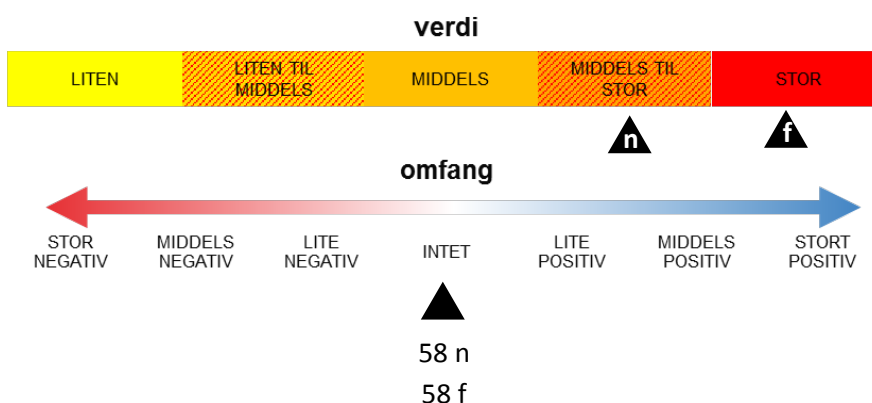 verdi
LITEN
LITEN TIL
MIDDELS
MIDDELS
MIDDELS TIL
STOR
STOR
n
f
omfang
STOR
NEGATIV
MIDDELS
NEGATIV
LITE
NEGATIV
INTET
LITE
POSITIV
MIDDELS
POSITIV
STORT
POSITIV
58 n
58 f